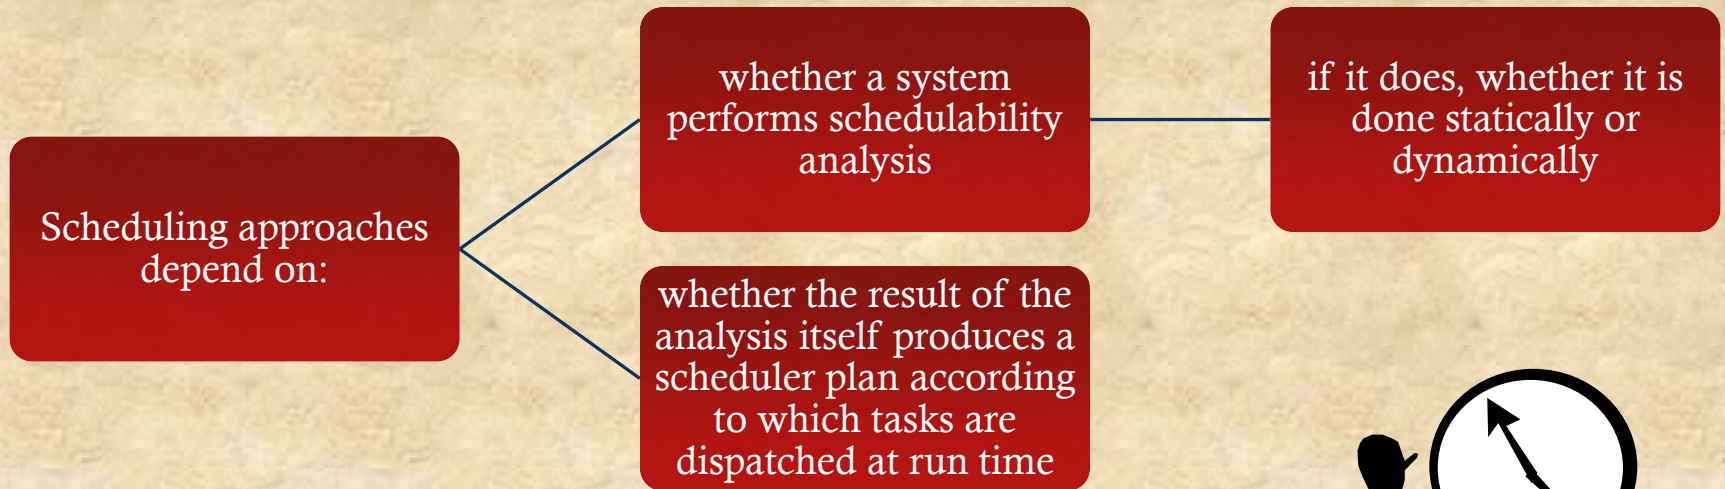 Scheduling approaches
depend on:
whether a system
performs schedulability
analysis
if it does, whether it is
done statically or
dynamically
whether the result of the
analysis itself produces a
scheduler plan according
to which tasks are
dispatched at run time